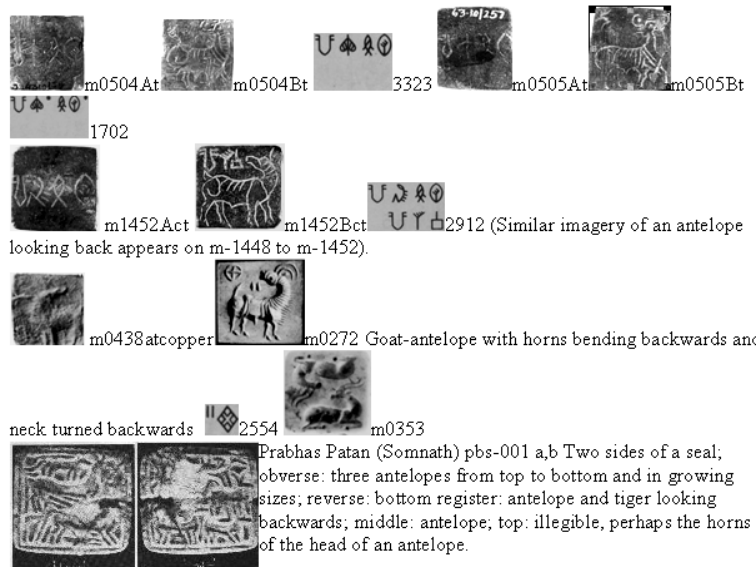 63-10/257
m0504At m0504Bt 3323 m0505At m0505Bt
1702
m1452Act m1452Bct 2912 (Similar imagery of an antelope
looking back appears on m-1448 to m-1452).
m0438atcopper m0272 Goat-antelope with horns bending backwards and
neck turned backwards 2554 m0353
Prabhas Patan (Somnath) pbs-001 a,b Two sides of a seal;
obverse: three antelopes from top to bottom and in growing
sizes; reverse: bottom register: antelope and tiger looking
backwards; middle: antelope; top: illegible, perhaps the horns
of the head of an antelope.